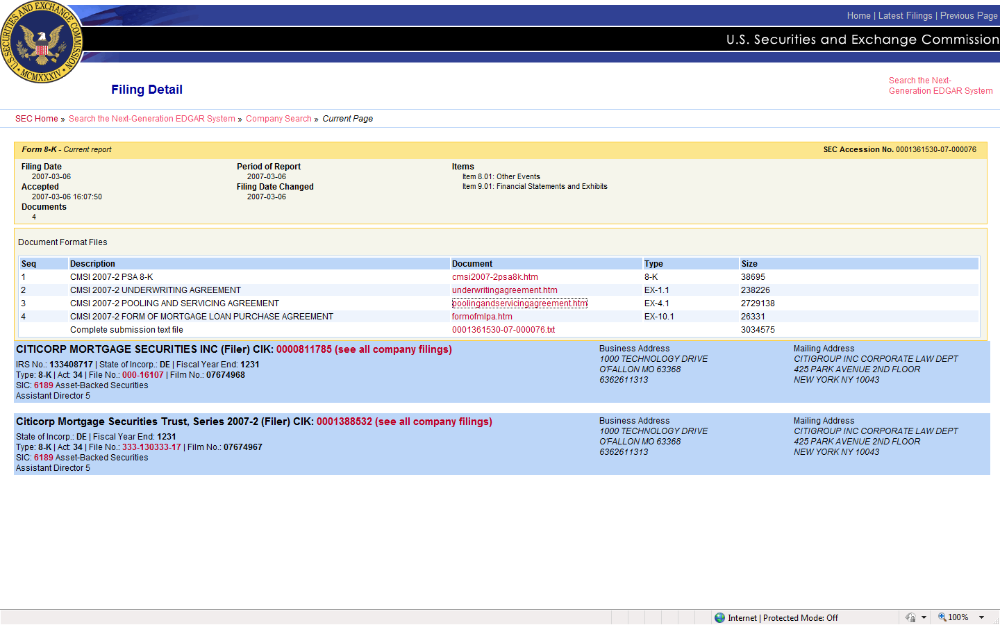 Home | Latest Filings | Previous Page
U.S. Securities and Exchange Commission
U.S. SECURITIES AND EXCHANGE COMMISSION
MCMXXXIV
Filing Detail
Search the Next-
Generation EDGAR System
SEC Home » Search the Next-Generation EDGAR System » Company Search » Current Page
Form 8-K - Current report SEC Accession No. 0001361530-07-000076
Filing Date Period of Report Items
2007-03-06 2007-03-06 Item 8.01: Other Events
Accepted Filing Date Changed Item 9.01: Financial Statements and Exhibits
2007-03-06 16:07:50 2007-03-06
Documents
4
Document Format Files
Seq Description Document Type Size
1 CMSI 2007-2 PSA 8-K cmsi2007-2psa8k.htm 8-K 38695
2 CMSI 2007-2 UNDERWRITING AGREEMENT underwritingagreement.htm EX-1.1 238226
3 CMSI 2007-2 POOLING AND SERVICING AGREEMENT poolingandservicingagreement.htm EX-4.1 2729138
4 CMSI 2007-2 FORM OF MORTGAGE LOAN PURCHASE AGREEMENT formofmlpa.htm EX-10.1 26331
Complete submission text file 0001361530-07-000076.txt 3034575
CITICORP MORTGAGE SECURITIES INC (Filer) CIK: 0000811785 (see all company filings) Business Address Mailing Address
1000 TECHNOLOGY DRIVE CITIGROUP INC CORPORATE LAW DEPT
IRS No.: 133408717 | State of Incorp.: DE | Fiscal Year End: 1231 O'FALLON MO 63368 425 PARK AVENUE 2ND FLOOR
Type: 8-K | Act: 34 | File No.: 000-16107 | Film No.: 07674968 6362611313 NEW YORK NY 10043
SIC: 6189 Asset-Backed Securities
Assistant Director 5
Citicorp Mortgage Securities Trust, Series 2007-2 (Filer) CIK: 0001388532 (see all company filings) Business Address Mailing Address
1000 TECHNOLOGY DRIVE CITIGROUP INC CORPORATE LAW DEPT
State of Incorp.: DE | Fiscal Year End: 1231 O'FALLON MO 63368 425 PARK AVENUE 2ND FLOOR
Type: 8-K | Act: 34 | File No.: 333-130333-17 | Film No.: 07674967 6362611313 NEW YORK NY 10043
SIC: 6189 Asset-Backed Securities
Assistant Director 5
Internet | Protected Mode: Off 100%